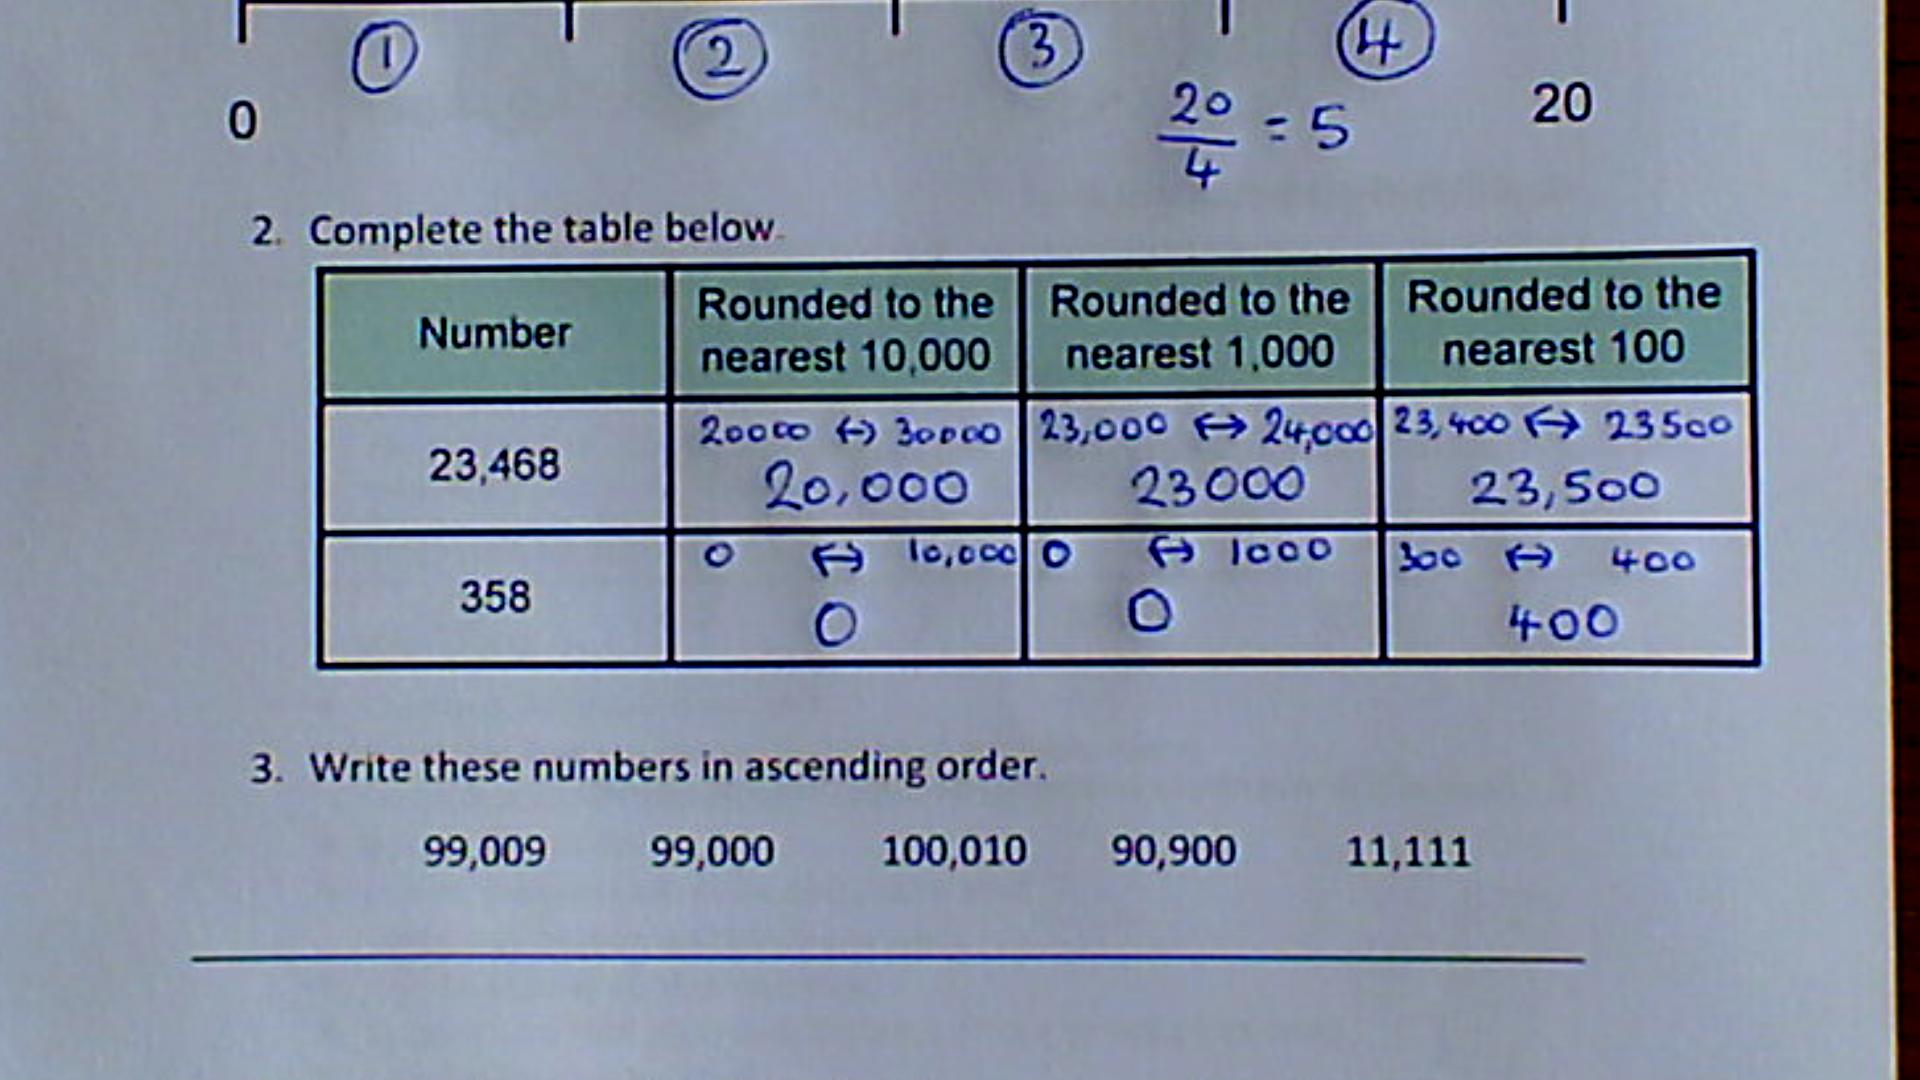 1 2 3 4
0 20/4 = 5 20
2. Complete the table below.
Number Rounded to the nearest 10,000 Rounded to the nearest 1,000 Rounded to the nearest 100
20000 ↔ 30000 23,000 ↔ 24,000 23,400 ↔ 23500
23,468 20,000 23000 23,500
0 ↔ 10,000 0 ↔ 1000 300 ↔ 400
358 0 0 400
3. Write these numbers in ascending order.
99,009 99,000 100,010 90,900 11,111